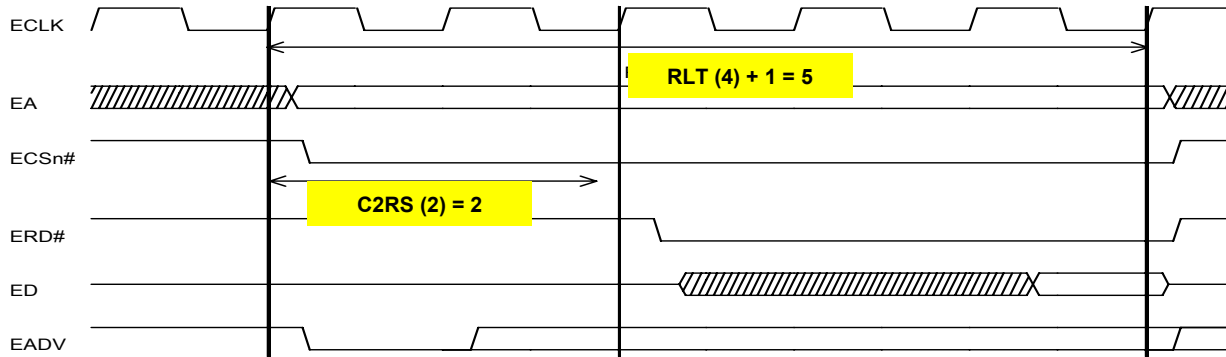 ECLK
RLT (4) + 1 = 5
EA
ECSn#
C2RS (2) = 2
ERD#
ED
EADV